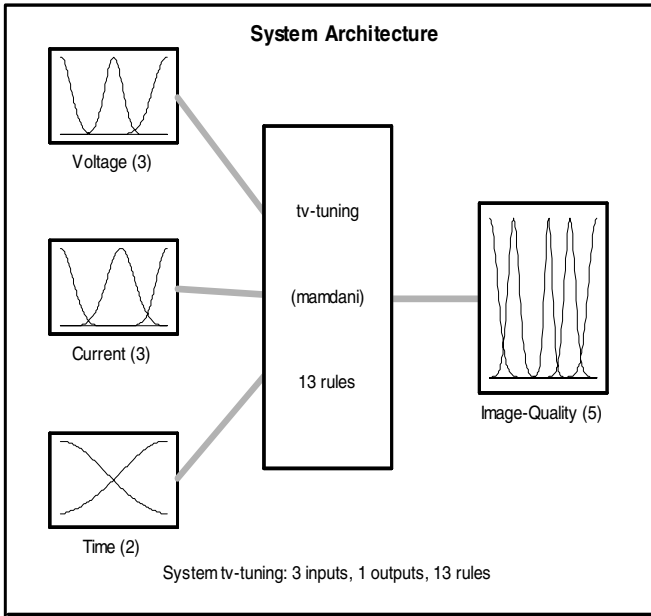 System Architecture
Voltage (3)
tv-tuning
(mamdani)
Current (3)
13 rules
Image-Quality (5)
Time (2)
System tv-tuning: 3 inputs, 1 outputs, 13 rules